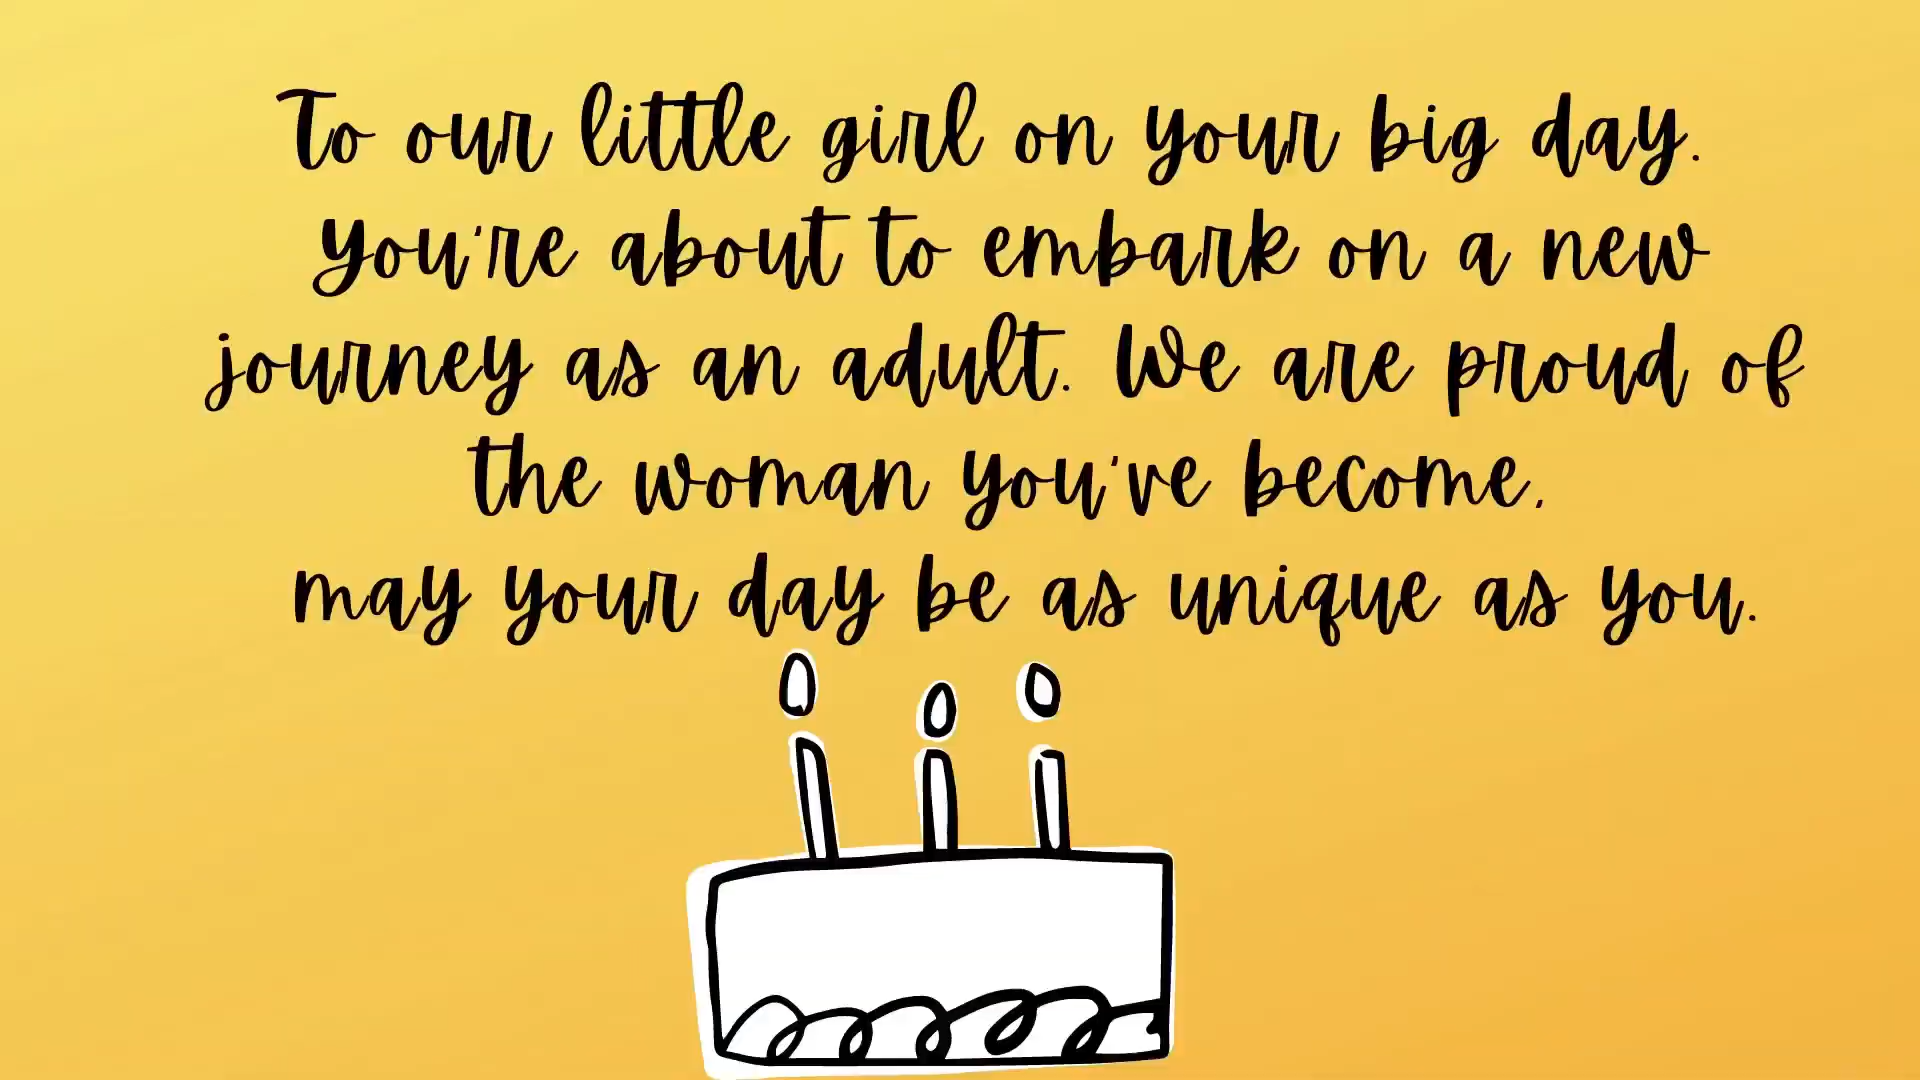 To our little girl on your big day.
You're about to embark on a new
journey as an adult. We are proud of
the woman you've become,
may your day be as unique as you.